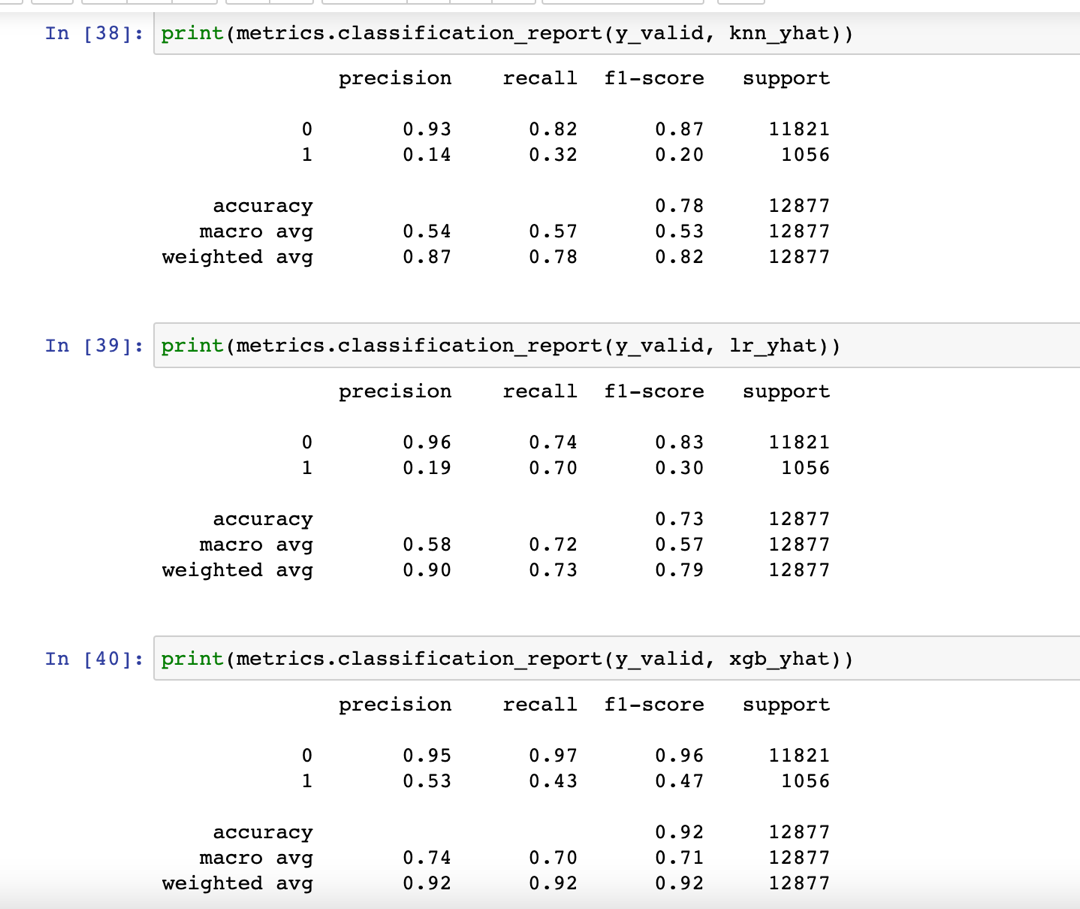 In [38]: print(metrics.classification_report(y_valid, knn_yhat))
precision recall f1-score support
0 0.93 0.82 0.87 11821
1 0.14 0.32 0.20 1056
accuracy 0.78 12877
macro avg 0.54 0.57 0.53 12877
weighted avg 0.87 0.78 0.82 12877
In [39]: print(metrics.classification_report(y_valid, lr_yhat))
precision recall f1-score support
0 0.96 0.74 0.83 11821
1 0.19 0.70 0.30 1056
accuracy 0.73 12877
macro avg 0.58 0.72 0.57 12877
weighted avg 0.90 0.73 0.79 12877
In [40]: print(metrics.classification_report(y_valid, xgb_yhat))
precision recall f1-score support
0 0.95 0.97 0.96 11821
1 0.53 0.43 0.47 1056
accuracy 0.92 12877
macro avg 0.74 0.70 0.71 12877
weighted avg 0.92 0.92 0.92 12877